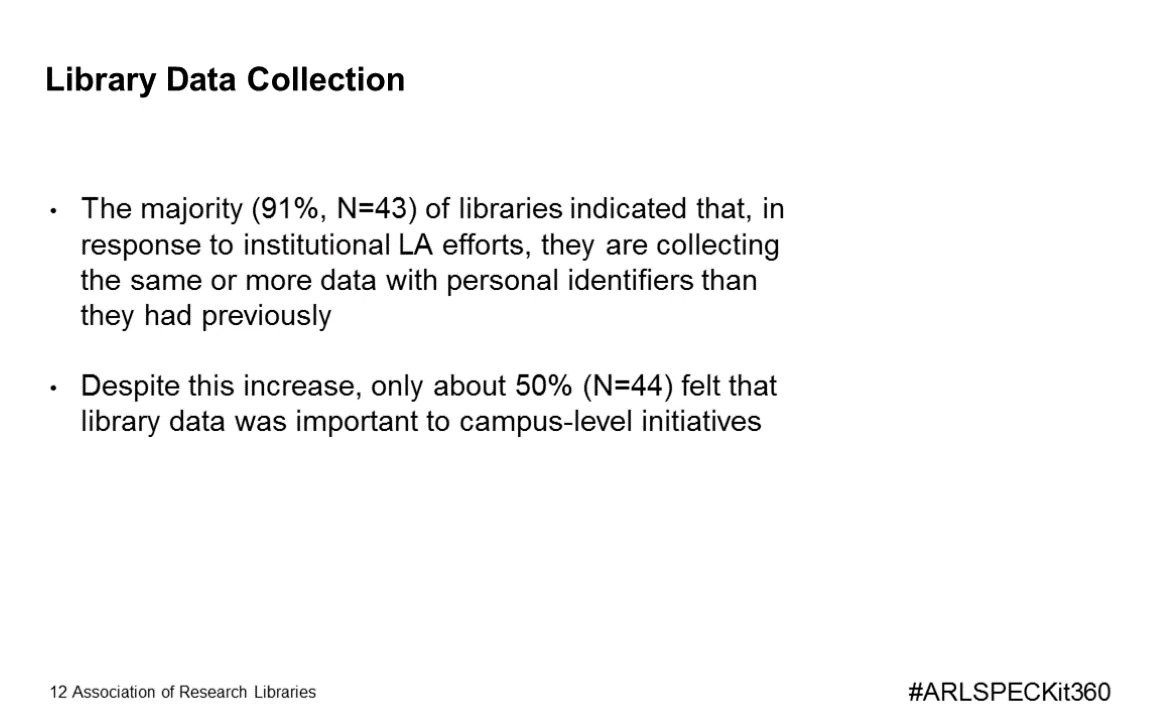 Library Data Collection
• The majority (91%, N=43) of libraries indicated that, in
response to institutional LA efforts, they are collecting
the same or more data with personal identifiers than
they had previously
• Despite this increase, only about 50% (N=44) felt that
library data was important to campus-level initiatives
12 Association of Research Libraries
#ARLSPECKit360